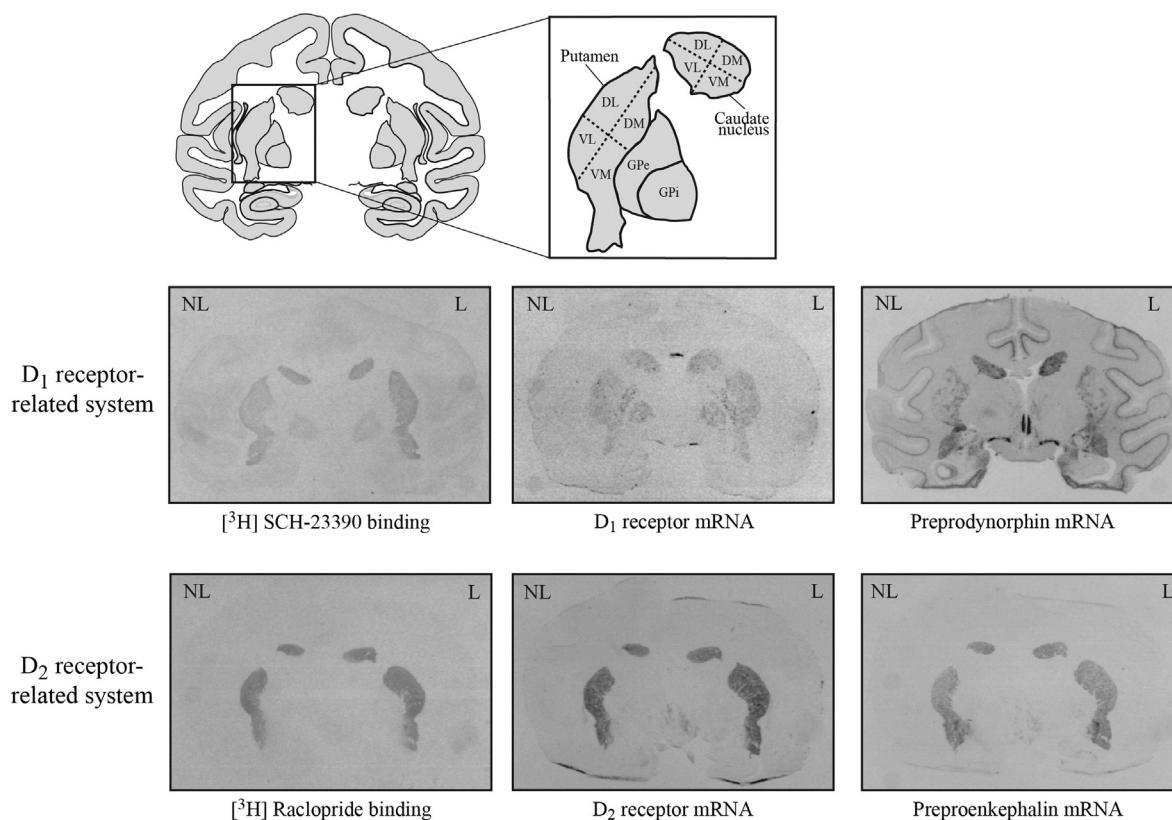 Putamen
DL
DM
VL
VM
GPe
GPi
DL
DM
VL
VM
Caudate
nucleus
D₁ receptor-
related system
NL
L
[³H] SCH-23390 binding
NL
L
D₁ receptor mRNA
NL
L
Preprodynorphin mRNA
D₂ receptor-
related system
NL
L
[³H] Raclopride binding
NL
L
D₂ receptor mRNA
NL
L
Preproenkephalin mRNA